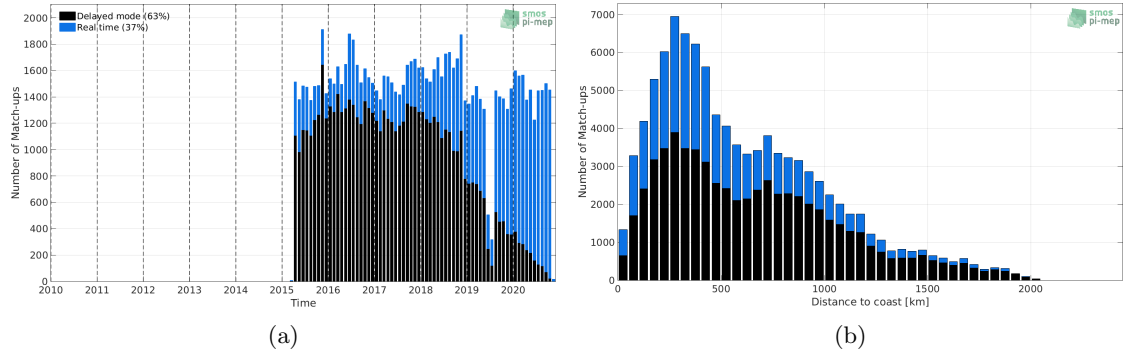 Delayed mode (63%)
Real time (37%)
smos
pi-mep
Number of Match-ups
2000
1800
1600
1400
1200
1000
800
600
400
200
0
2010 2011 2012 2013 2014 2015 2016 2017 2018 2019 2020
Time
(a)
smos
pi-mep
Number of Match-ups
7000
6000
5000
4000
3000
2000
1000
0
0 500 1000 1500 2000
Distance to coast [km]
(b)